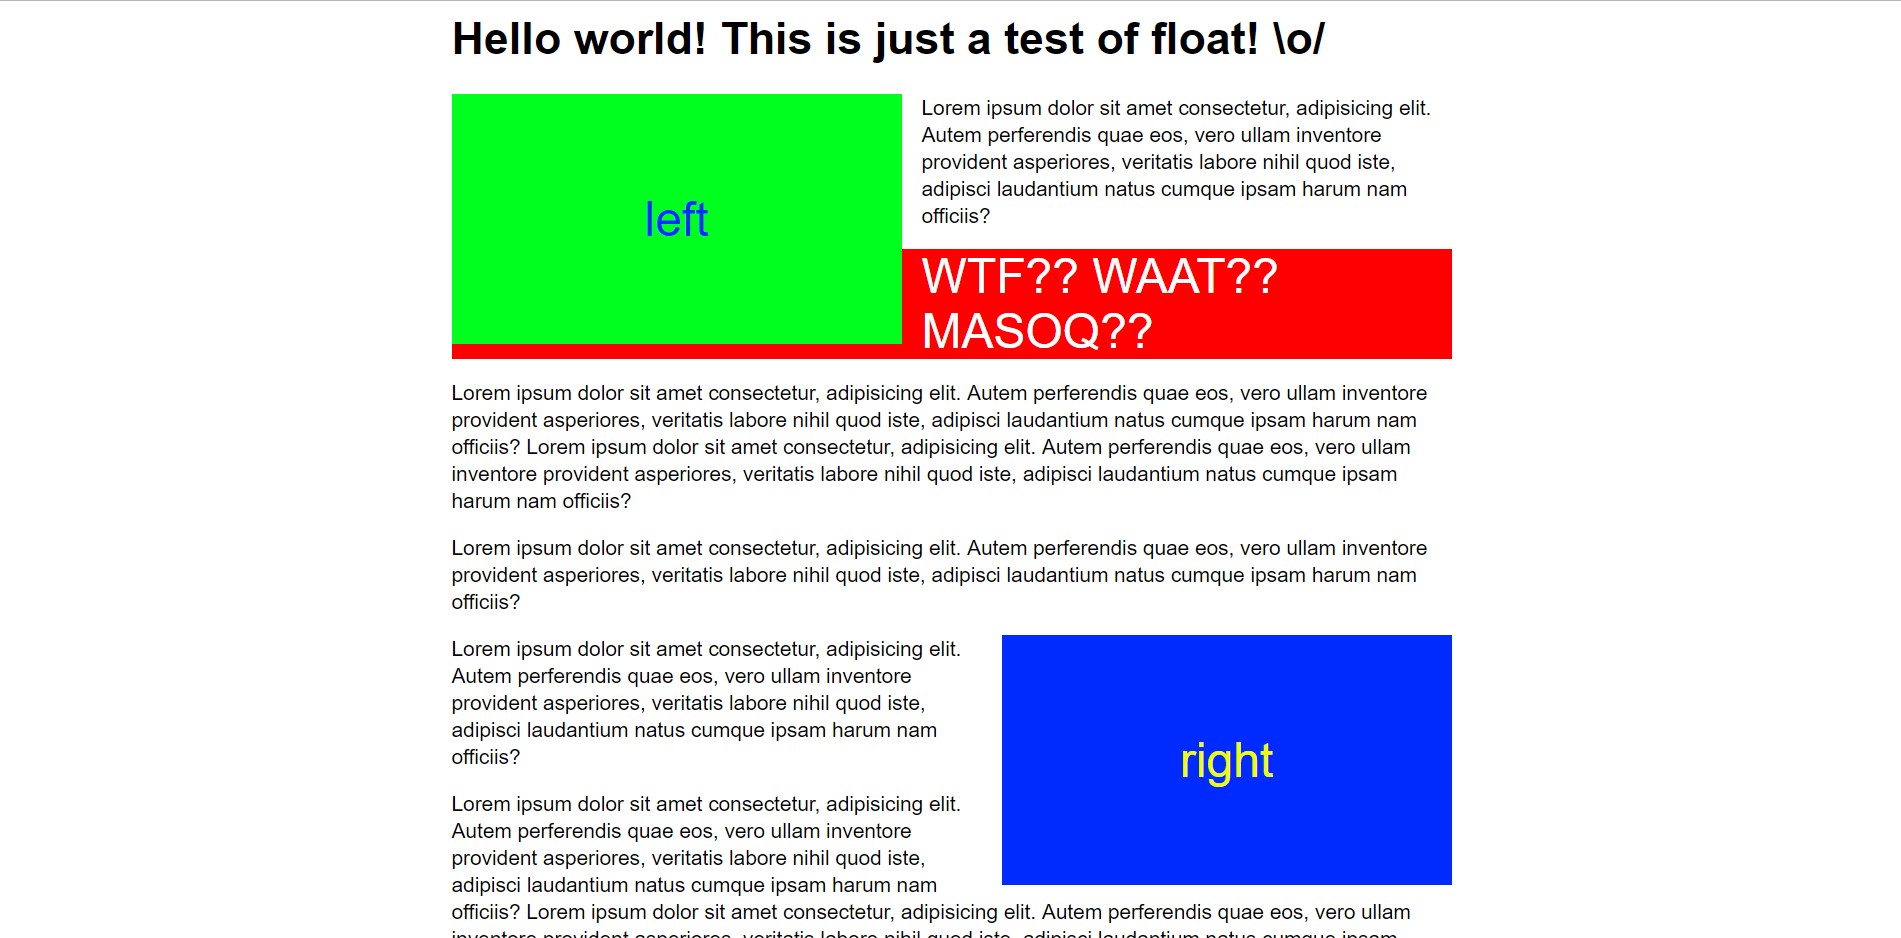 Hello world! This is just a test of float! \o/
left
Lorem ipsum dolor sit amet consectetur, adipisicing elit.
Autem perferendis quae eos, vero ullam inventore
provident asperiores, veritatis labore nihil quod iste,
adipisci laudantium natus cumque ipsam harum nam
officiis?
WTF?? WAAT??
MASOQ??
Lorem ipsum dolor sit amet consectetur, adipisicing elit. Autem perferendis quae eos, vero ullam inventore
provident asperiores, veritatis labore nihil quod iste, adipisci laudantium natus cumque ipsam harum nam
officiis? Lorem ipsum dolor sit amet consectetur, adipisicing elit. Autem perferendis quae eos, vero ullam
inventore provident asperiores, veritatis labore nihil quod iste, adipisci laudantium natus cumque ipsam
harum nam officiis?
Lorem ipsum dolor sit amet consectetur, adipisicing elit. Autem perferendis quae eos, vero ullam inventore
provident asperiores, veritatis labore nihil quod iste, adipisci laudantium natus cumque ipsam harum nam
officiis?
Lorem ipsum dolor sit amet consectetur, adipisicing elit.
Autem perferendis quae eos, vero ullam inventore
provident asperiores, veritatis labore nihil quod iste,
adipisci laudantium natus cumque ipsam harum nam
officiis?
right
Lorem ipsum dolor sit amet consectetur, adipisicing elit.
Autem perferendis quae eos, vero ullam inventore
provident asperiores, veritatis labore nihil quod iste,
adipisci laudantium natus cumque ipsam harum nam
officiis? Lorem ipsum dolor sit amet consectetur, adipisicing elit. Autem perferendis quae eos, vero ullam